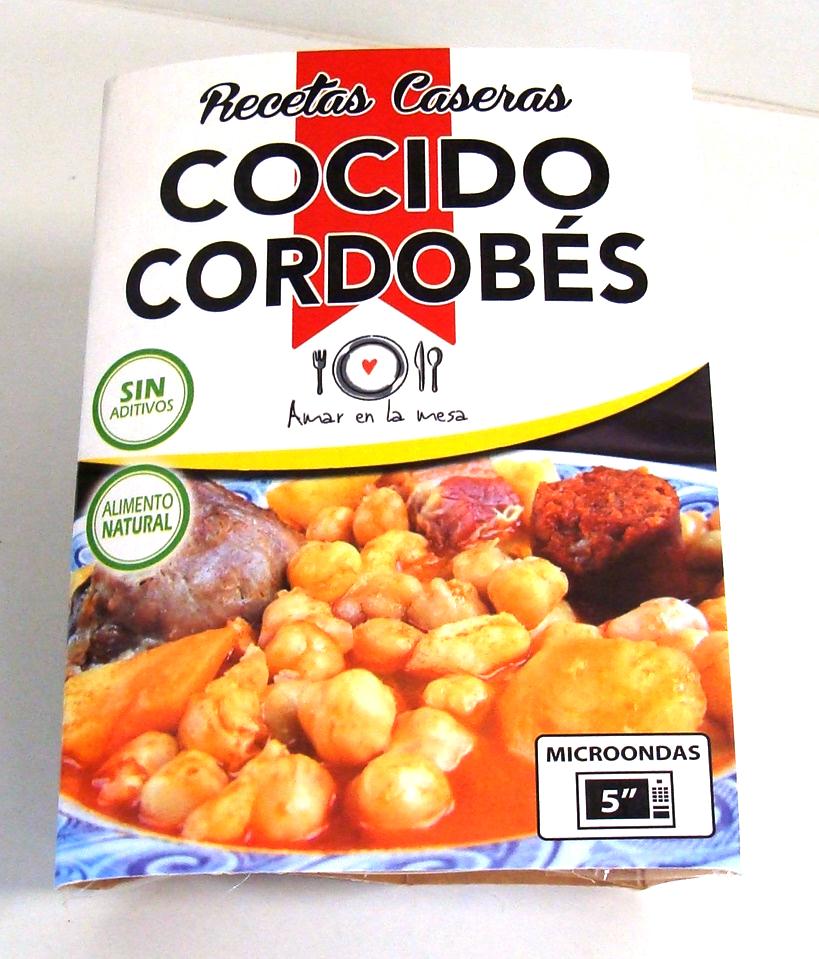 Recetas Caseras
COCIDO
CORDOBÉS
Amar en la mesa
SIN
ADITIVOS
ALIMENTO
NATURAL
MICROONDAS
5”